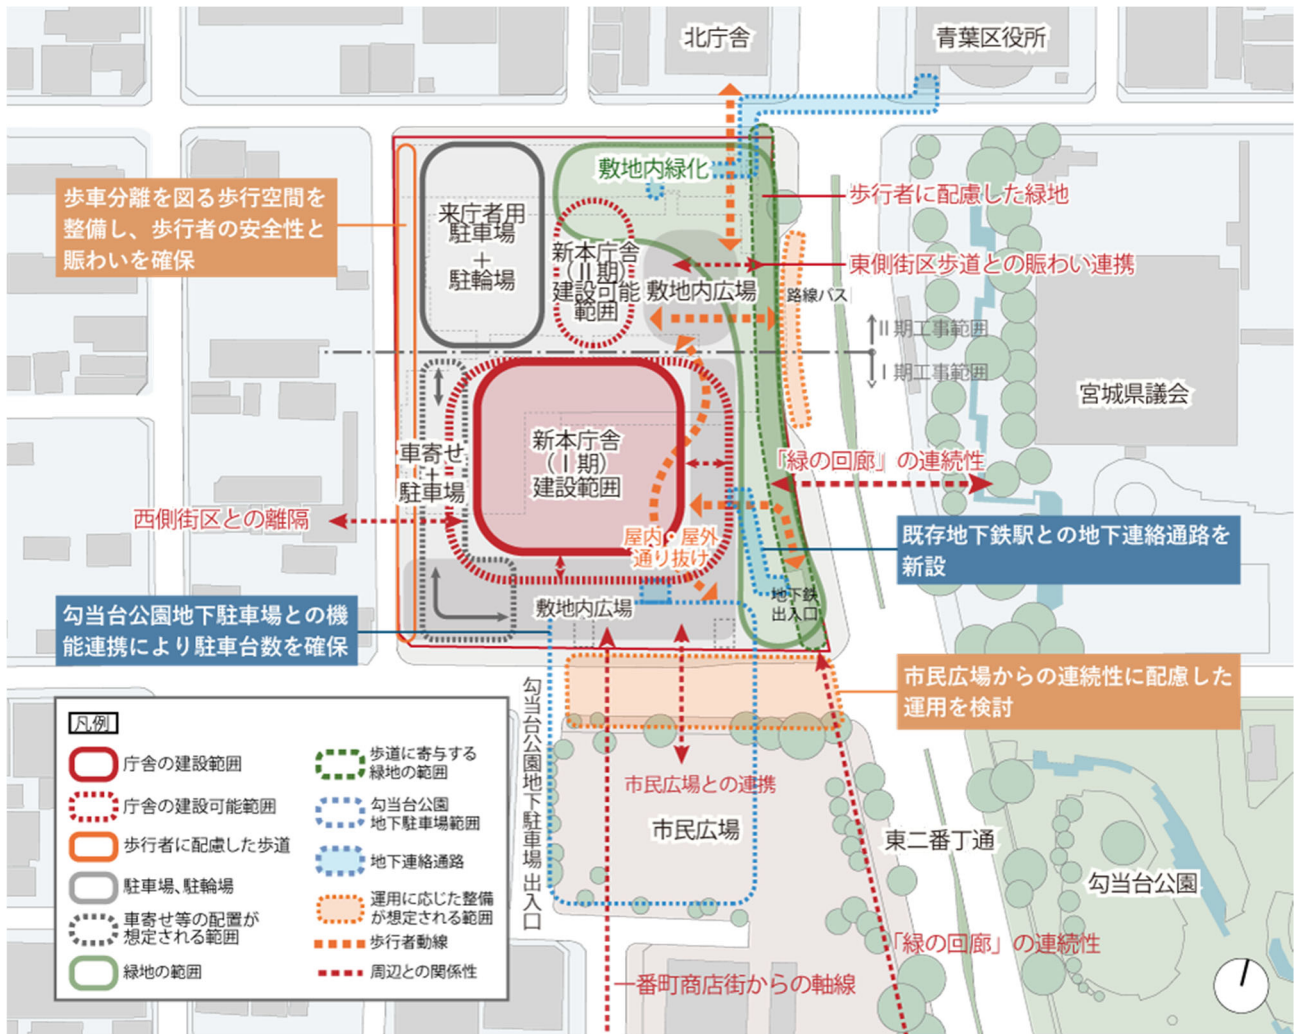 北庁舎
青葉区役所
敷地内緑化
歩車分離を図る歩行空間を
整備し、歩行者の安全性と
賑わいを確保
来庁者用
駐車場
+
駐輪場
新本庁舎
(Ⅱ期)
建設可能
範囲
敷地内広場
歩行者に配慮した緑地
東側街区歩道との賑わい連携
路線バス
Ⅱ期工事範囲
Ⅰ期工事範囲
宮城県議会
車寄せ
+
駐車場
新本庁舎
(Ⅰ期)
建設範囲
「緑の回廊」の連続性
西側街区との離隔
屋内・屋外
通り抜け
既存地下鉄駅との地下連絡通路を
新設
勾当台公園地下駐車場との機
能連携により駐車台数を確保
敷地内広場
地下鉄
出入口
市民広場からの連続性に配慮した
運用を検討
勾当台公園地下駐車場 出入口
市民広場との連携
市民広場
東二番丁通
勾当台公園
「緑の回廊」の連続性
一番町商店街からの軸線
凡例
庁舎の建設範囲
庁舎の建設可能範囲
歩行者に配慮した歩道
駐車場、駐輪場
車寄せ等の配置が
想定される範囲
緑地の範囲
歩道に寄与する
緑地の範囲
勾当台公園
地下駐車場範囲
地下連絡通路
運用に応じた整備
が想定される範囲
歩行者動線
周辺との関係性